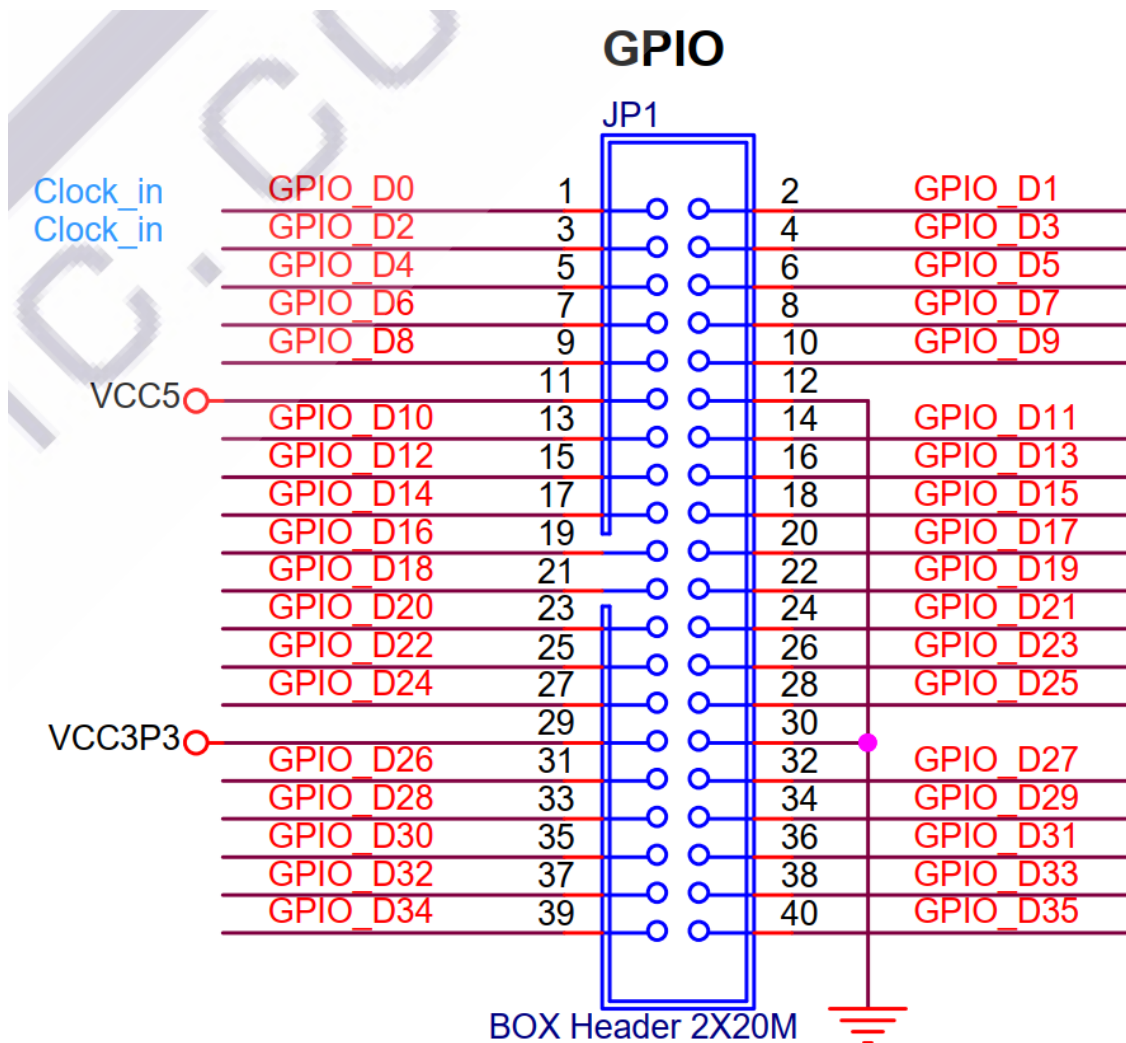 GPIO
JP1
Clock_in GPIO_D0 1 2 GPIO_D1
Clock_in GPIO_D2 3 4 GPIO_D3
GPIO_D4 5 6 GPIO_D5
GPIO_D6 7 8 GPIO_D7
GPIO_D8 9 10 GPIO_D9
VCC5 11 12
GPIO_D10 13 14 GPIO_D11
GPIO_D12 15 16 GPIO_D13
GPIO_D14 17 18 GPIO_D15
GPIO_D16 19 20 GPIO_D17
GPIO_D18 21 22 GPIO_D19
GPIO_D20 23 24 GPIO_D21
GPIO_D22 25 26 GPIO_D23
GPIO_D24 27 28 GPIO_D25
VCC3P3 29 30
GPIO_D26 31 32 GPIO_D27
GPIO_D28 33 34 GPIO_D29
GPIO_D30 35 36 GPIO_D31
GPIO_D32 37 38 GPIO_D33
GPIO_D34 39 40 GPIO_D35
BOX Header 2X20M